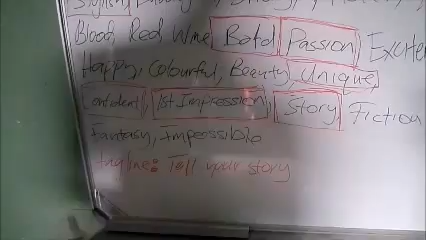 Blood, Red Wine, Bold, Passion, Excite
Happy, Colourful, Beauty, Unique,
Confident, 1st Impression, Story, Fiction
Fantasy, Impossible
tagline: Tell your story